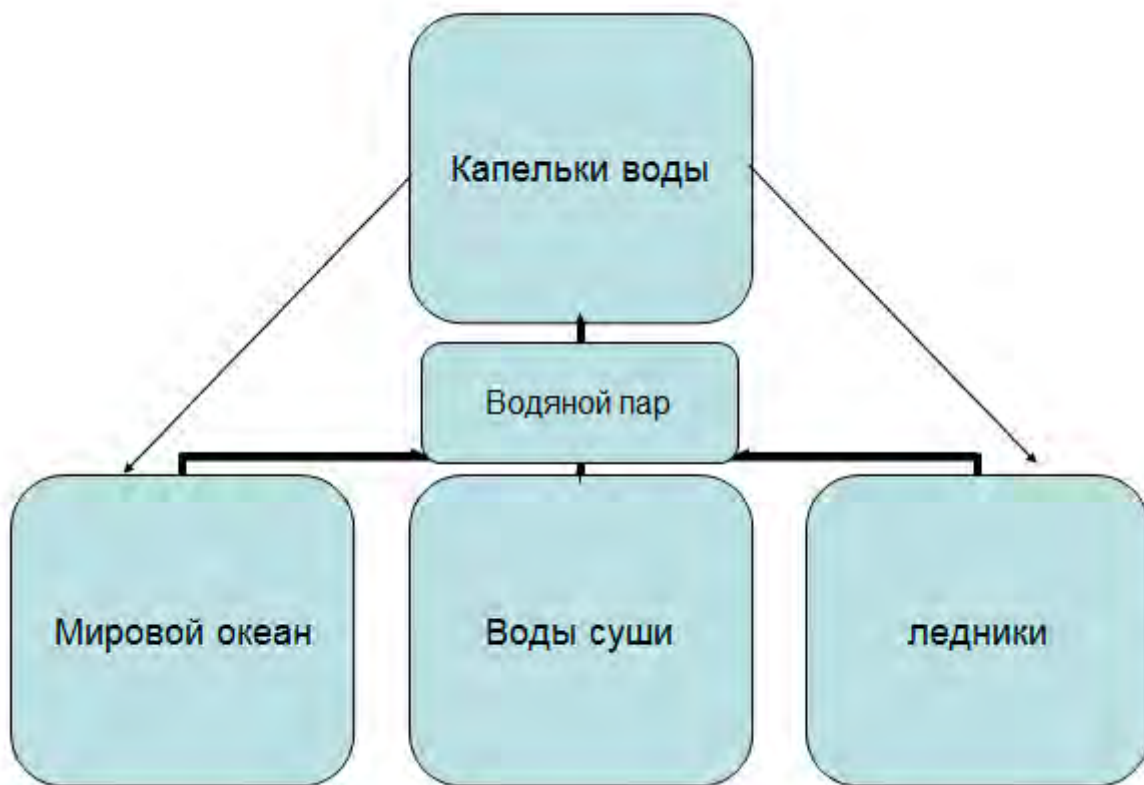 Капельки воды
Водяной пар
Мировой океан
Воды суши
ледники